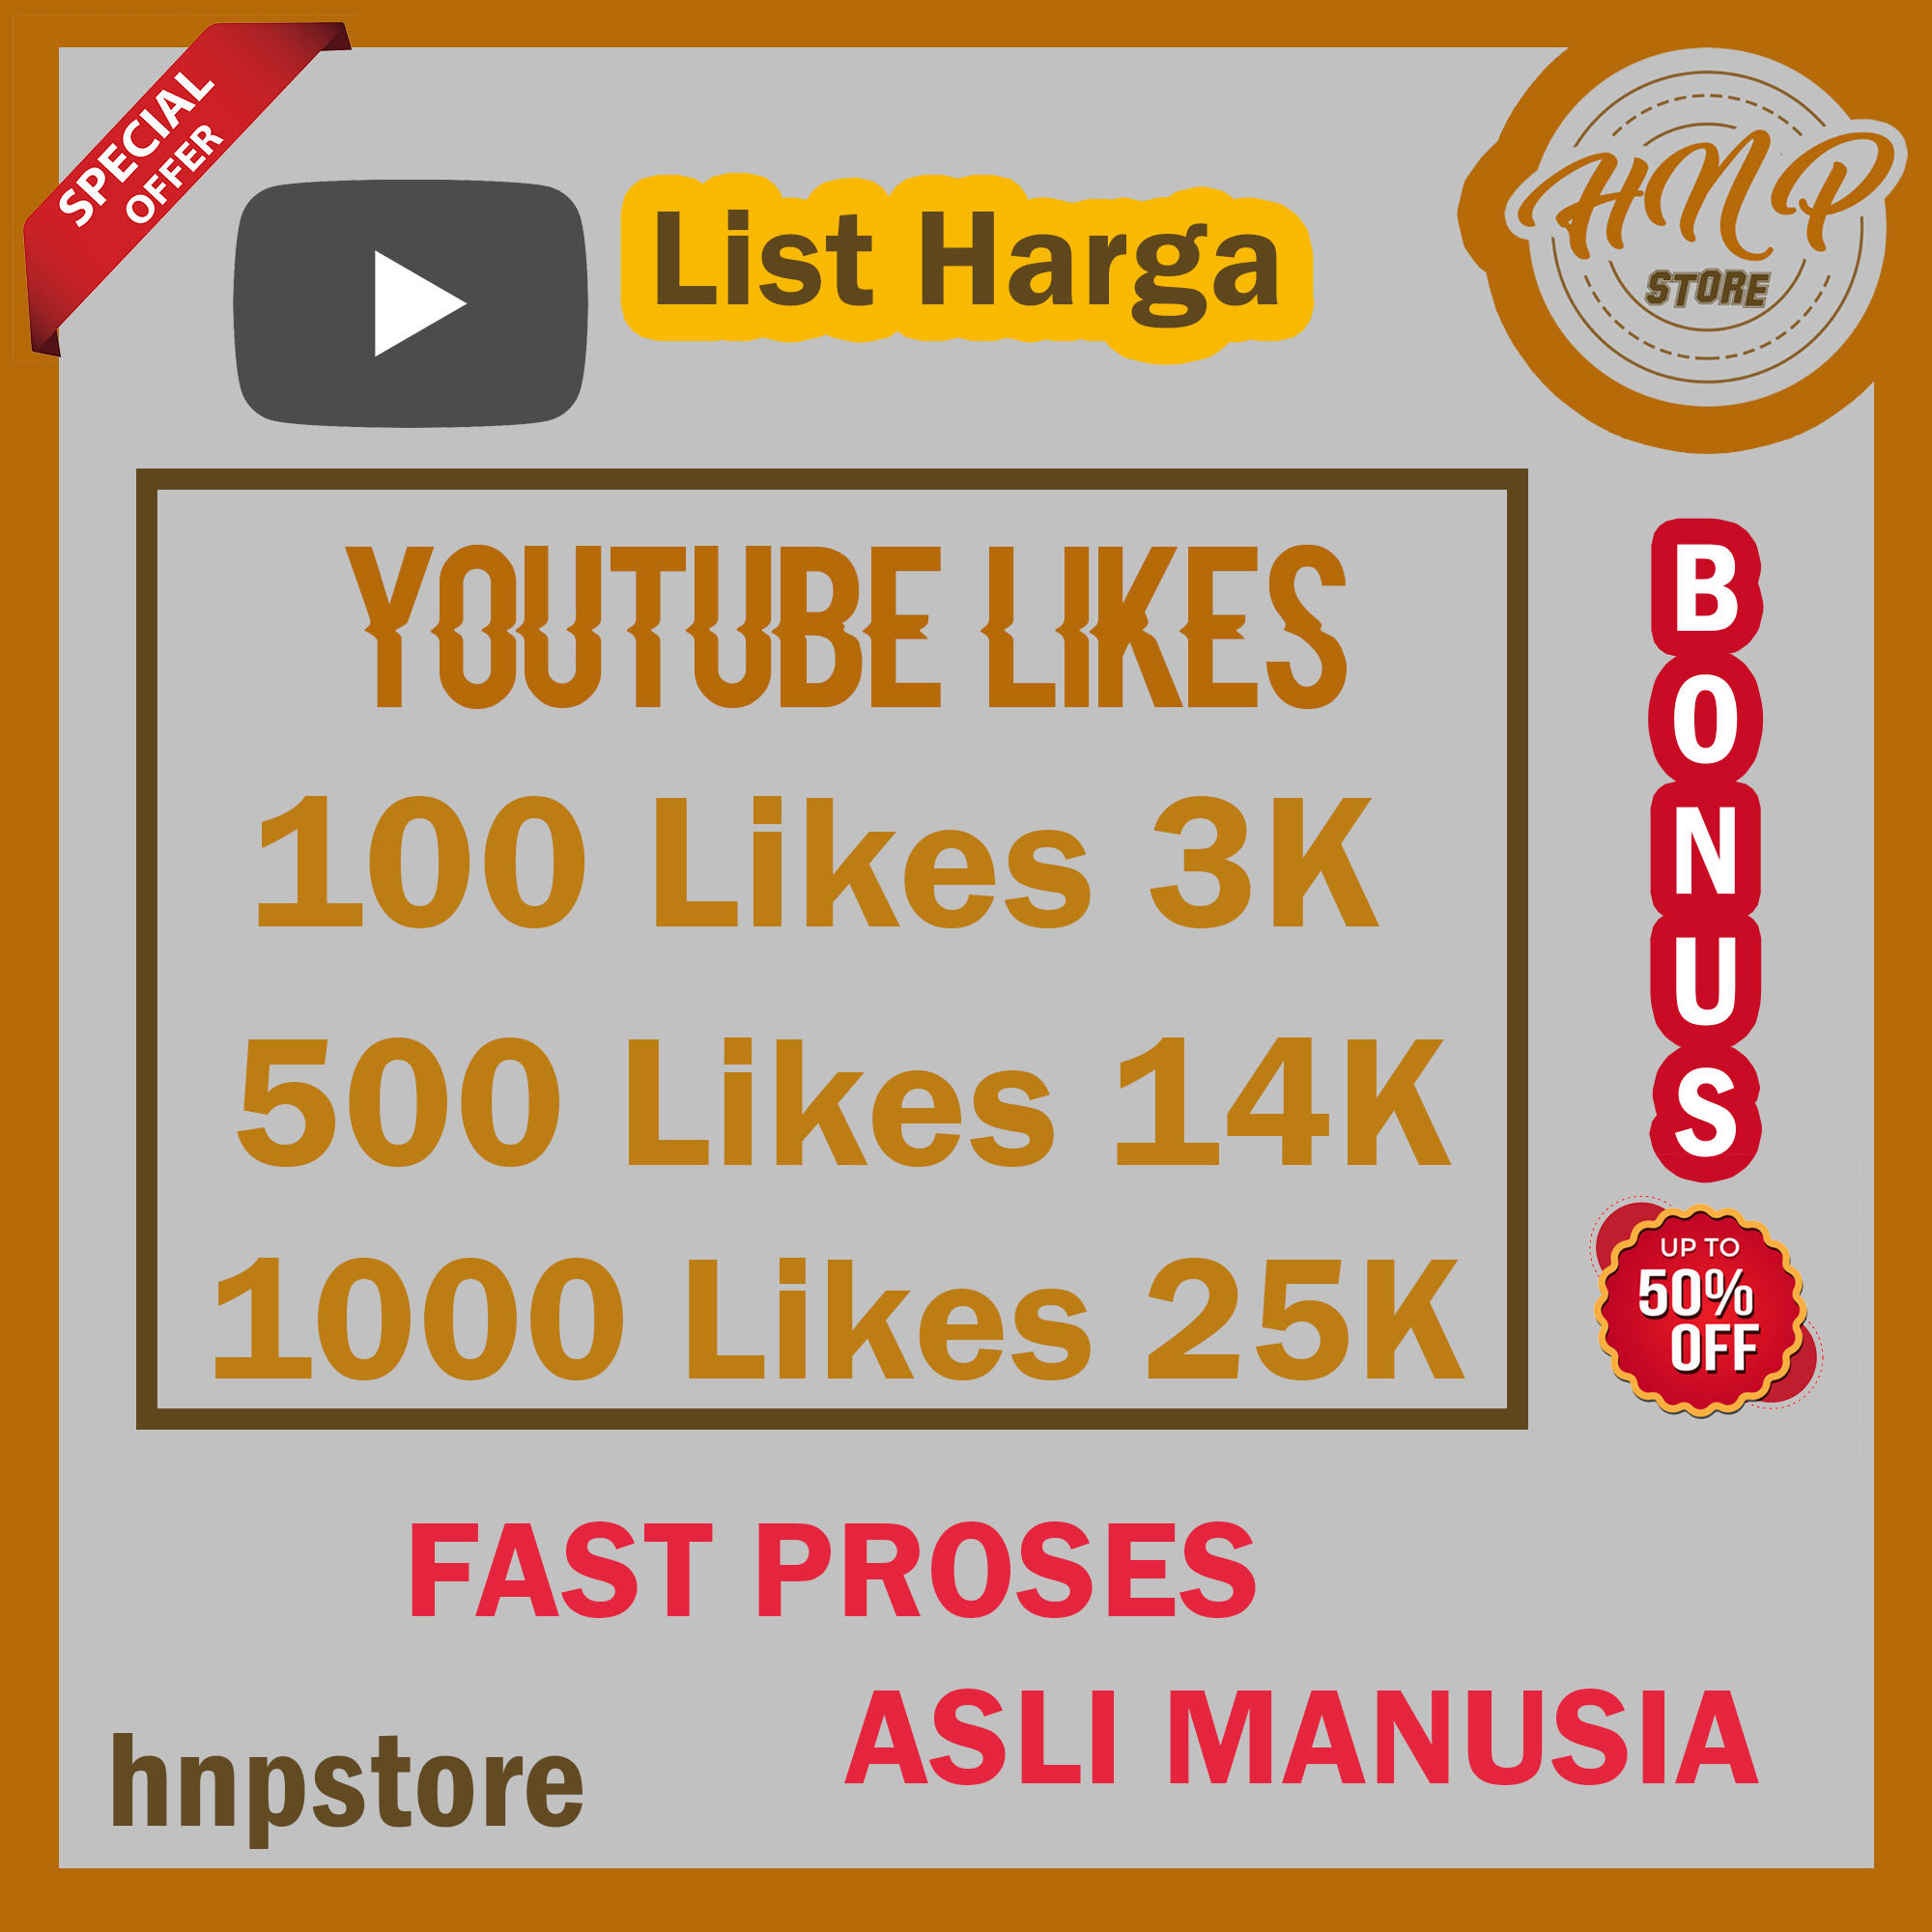 SPECIAL
OFFER
List Harga
HNP
STORE
YOUTUBE LIKES
100 Likes 3K
500 Likes 14K
1000 Likes 25K
BONUS
UP TO
50%
OFF
FAST PROSES
ASLI MANUSIA
hnpstore